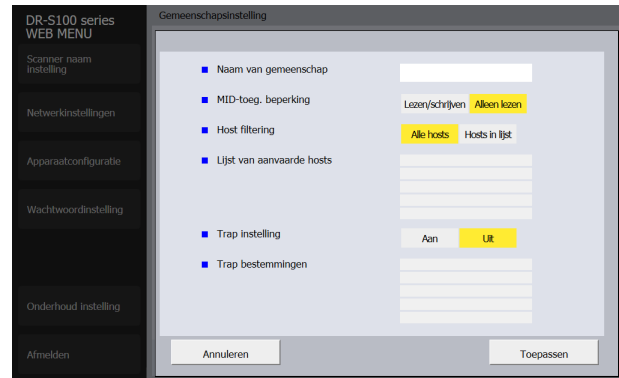 DR-S100 series
WEB MENU
Gemeenschapsinstelling
Scanner naam
instelling
Netwerkinstellingen
Apparaatconfiguratie
Wachtwoordinstelling
Onderhoud instelling
Afmelden
Naam van gemeenschap
MID-toeg. beperking
Lezen/schrijven Alleen lezen
Host filtering
Alle hosts Hosts in lijst
Lijst van aanvaarde hosts
Trap instelling
Aan Uit
Trap bestemmingen
Annuleren
Toepassen